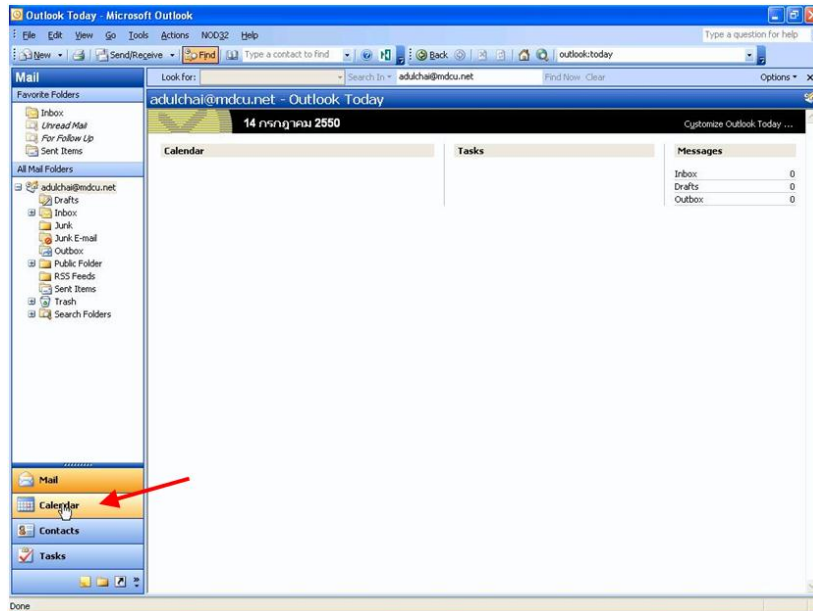 Outlook Today - Microsoft Outlook
File Edit View Go Tools Actions NOD32 Help Type a question for help
New Send/Receive Find Type a contact to find Back outlook:today
Mail
Look for: Search In adulchai@mdcu.net Find Now Clear Options
Favorite Folders
Inbox
Unread Mail
For Follow Up
Sent Items
All Mail Folders
adulchai@mdcu.net
Drafts
Inbox
Junk
Junk E-mail
Outbox
Public Folder
RSS Feeds
Sent Items
Trash
Search Folders
Mail
Calendar
Contacts
Tasks
adulchai@mdcu.net - Outlook Today
14 กรกฎาคม 2550 Customize Outlook Today ...
Calendar Tasks Messages
Inbox 0
Drafts 0
Outbox 0
Done